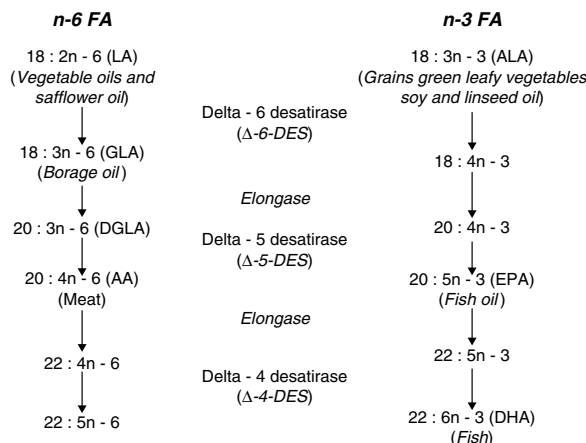 n-6 FA
n-3 FA
18 : 2n - 6 (LA)
(Vegetable oils and
safflower oil)
18 : 3n - 3 (ALA)
(Grains green leafy vegetables
soy and linseed oil)
Delta - 6 desatirase
(Δ-6-DES)
18 : 3n - 6 (GLA)
(Borage oil)
18 : 4n - 3
Elongase
20 : 3n - 6 (DGLA)
20 : 4n - 3
Delta - 5 desatirase
(Δ-5-DES)
20 : 4n - 6 (AA)
(Meat)
20 : 5n - 3 (EPA)
(Fish oil)
Elongase
22 : 4n - 6
22 : 5n - 3
Delta - 4 desatirase
(Δ-4-DES)
22 : 5n - 6
22 : 6n - 3 (DHA)
(Fish)